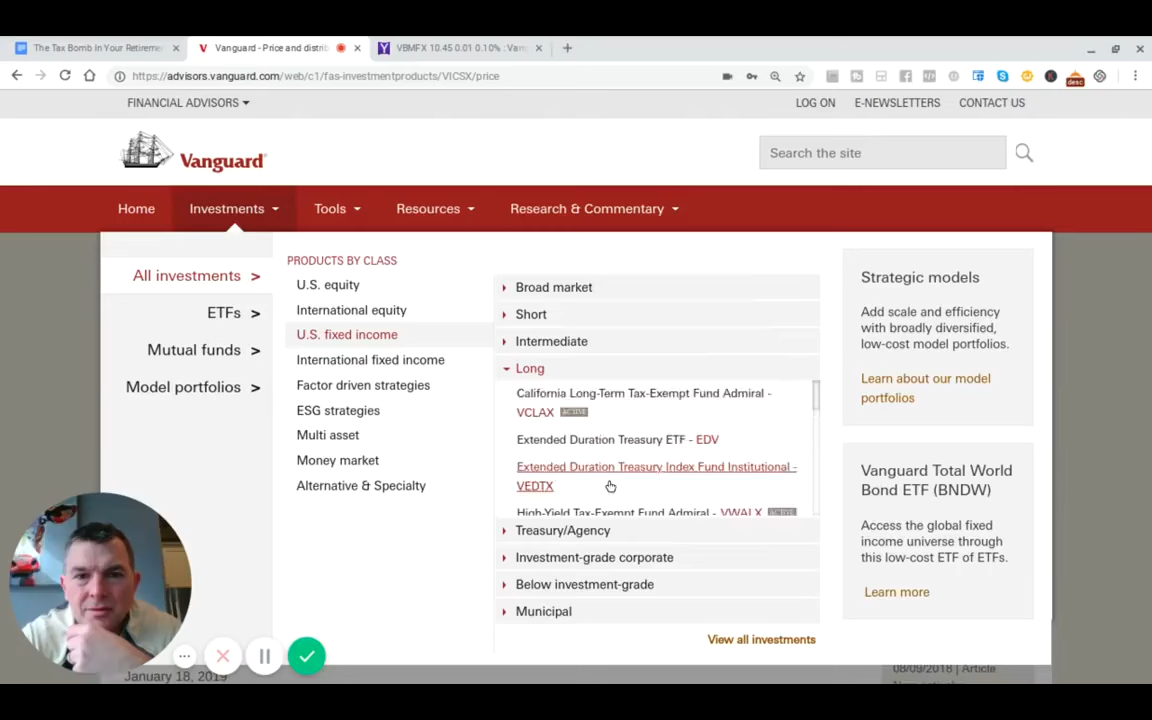 The Tax Bomb In Your Retireme
Vanguard - Price and distrib
VBMFX 10.45 0.01 0.10% : Van
https://advisors.vanguard.com/web/c1/fas-investmentproducts/VICSX/price
FINANCIAL ADVISORS
LOG ON
E-NEWSLETTERS
CONTACT US
Vanguard
Search the site
Home
Investments
Tools
Resources
Research & Commentary
All investments >
ETFs >
Mutual funds >
Model portfolios >
PRODUCTS BY CLASS
U.S. equity
International equity
U.S. fixed income
International fixed income
Factor driven strategies
ESG strategies
Multi asset
Money market
Alternative & Specialty
Broad market
Short
Intermediate
Long
California Long-Term Tax-Exempt Fund Admiral -
VCLAX ACTIVE
Extended Duration Treasury ETF - EDV
Extended Duration Treasury Index Fund Institutional -
VEDTX
High-Yield Tax-Exempt Fund Admiral - VWALX ACTIVE
Treasury/Agency
Investment-grade corporate
Below investment-grade
Municipal
View all investments
Strategic models
Add scale and efficiency
with broadly diversified,
low-cost model portfolios.
Learn about our model
portfolios
Vanguard Total World
Bond ETF (BNDW)
Access the global fixed
income universe through
this low-cost ETF of ETFs.
Learn more
January 18, 2019
08/09/2018 | Article